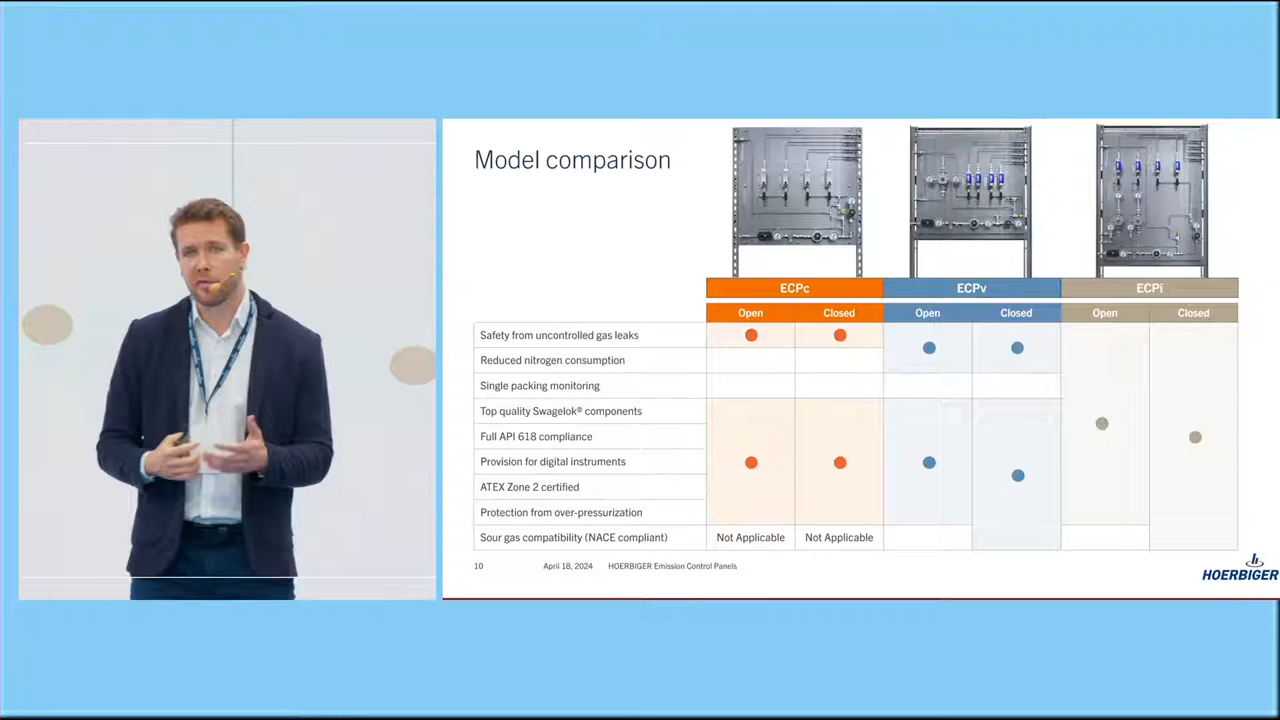 Model comparison
ECPc ECPv ECPi
Open Closed Open Closed Open Closed
Safety from uncontrolled gas leaks
Reduced nitrogen consumption
Single packing monitoring
Top quality Swagelok® components
Full API 618 compliance
Provision for digital instruments
ATEX Zone 2 certified
Protection from over-pressurization
Sour gas compatibility (NACE compliant) Not Applicable Not Applicable
10 April 18, 2024 HOERBIGER Emission Control Panels
HOERBIGER